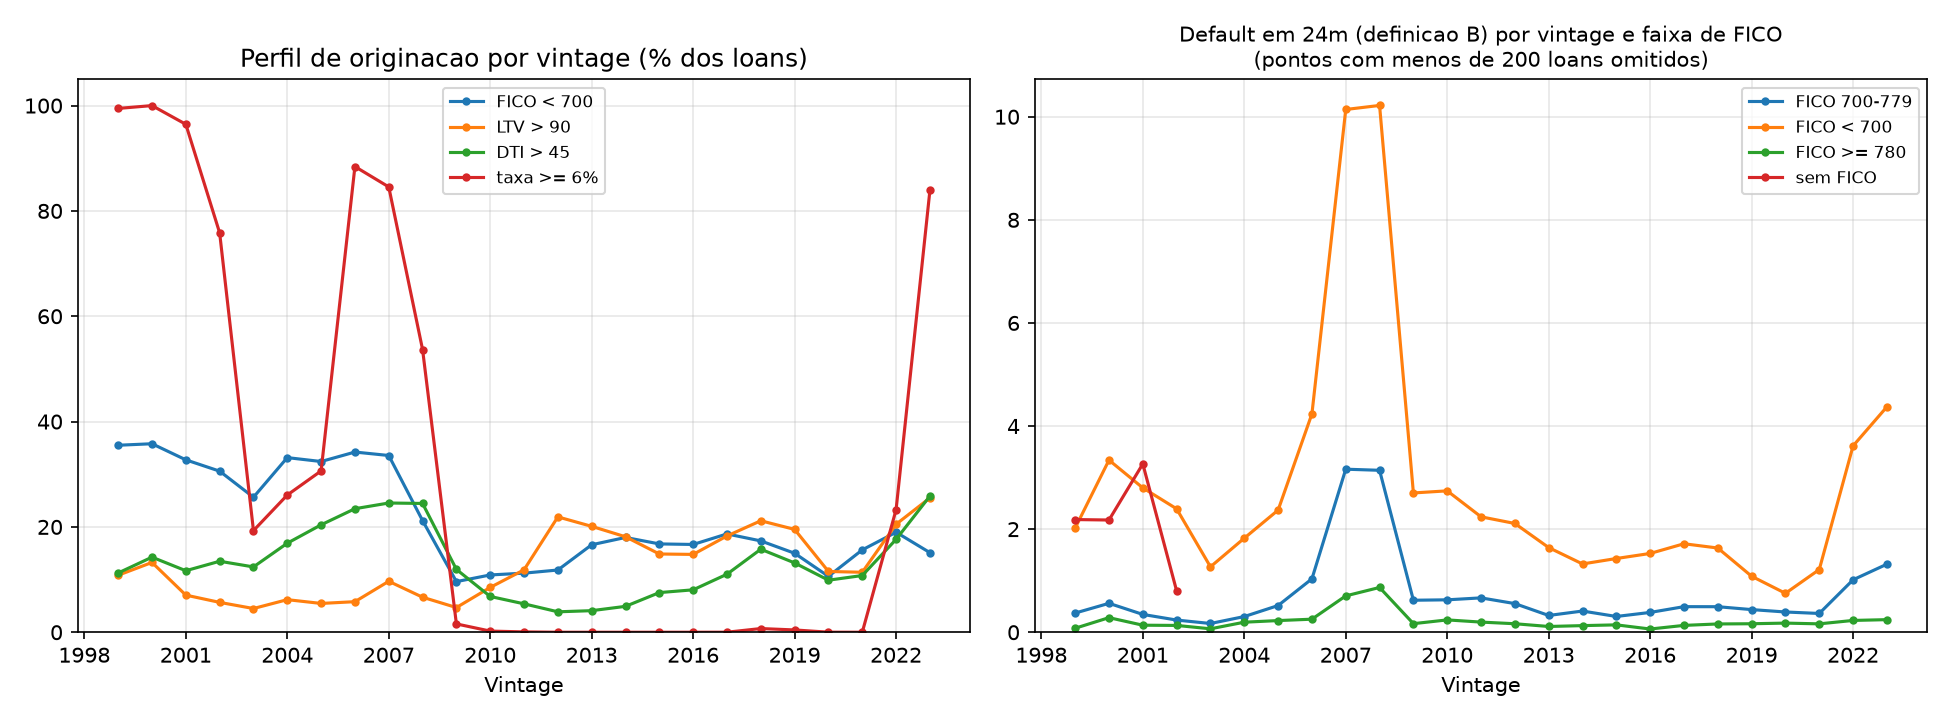 Perfil de originacao por vintage (% dos loans)
100
80
60
40
20
0
FICO < 700
LTV > 90
DTI > 45
taxa >= 6%
1998
2001
2004
2007
2010
2013
2016
2019
2022
Vintage
Default em 24m (definicao B) por vintage e faixa de FICO
(pontos com menos de 200 loans omitidos)
10
8
6
4
2
0
FICO 700-779
FICO < 700
FICO >= 780
sem FICO
1998
2001
2004
2007
2010
2013
2016
2019
2022
Vintage